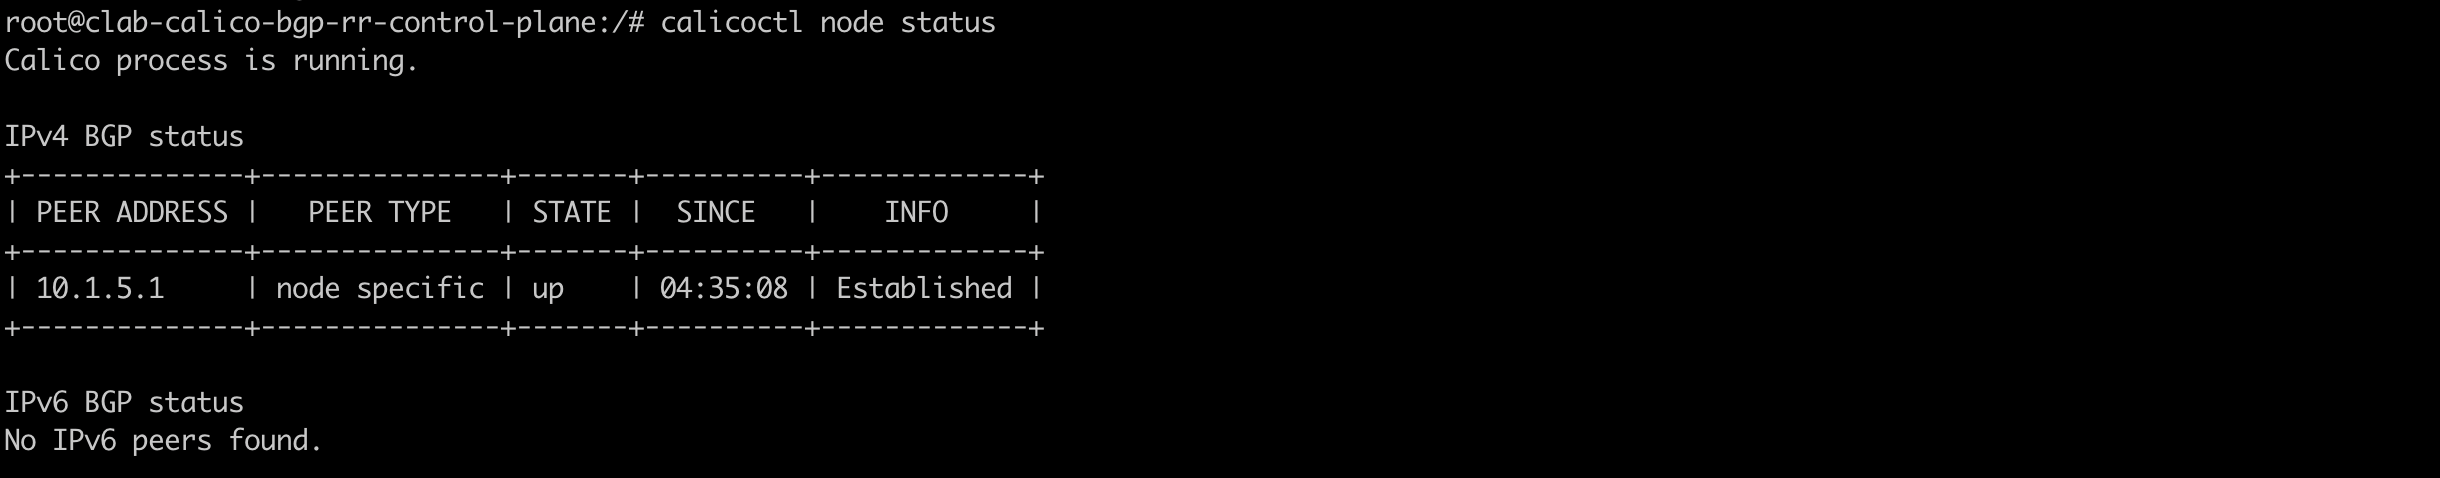 root@clab-calico-bgp-rr-control-plane:/# calicoctl node status
Calico process is running.

IPv4 BGP status
+--------------+---------------+-------+----------+-------------+
| PEER ADDRESS |   PEER TYPE   | STATE |  SINCE   |    INFO     |
+--------------+---------------+-------+----------+-------------+
| 10.1.5.1     | node specific | up    | 04:35:08 | Established |
+--------------+---------------+-------+----------+-------------+

IPv6 BGP status
No IPv6 peers found.